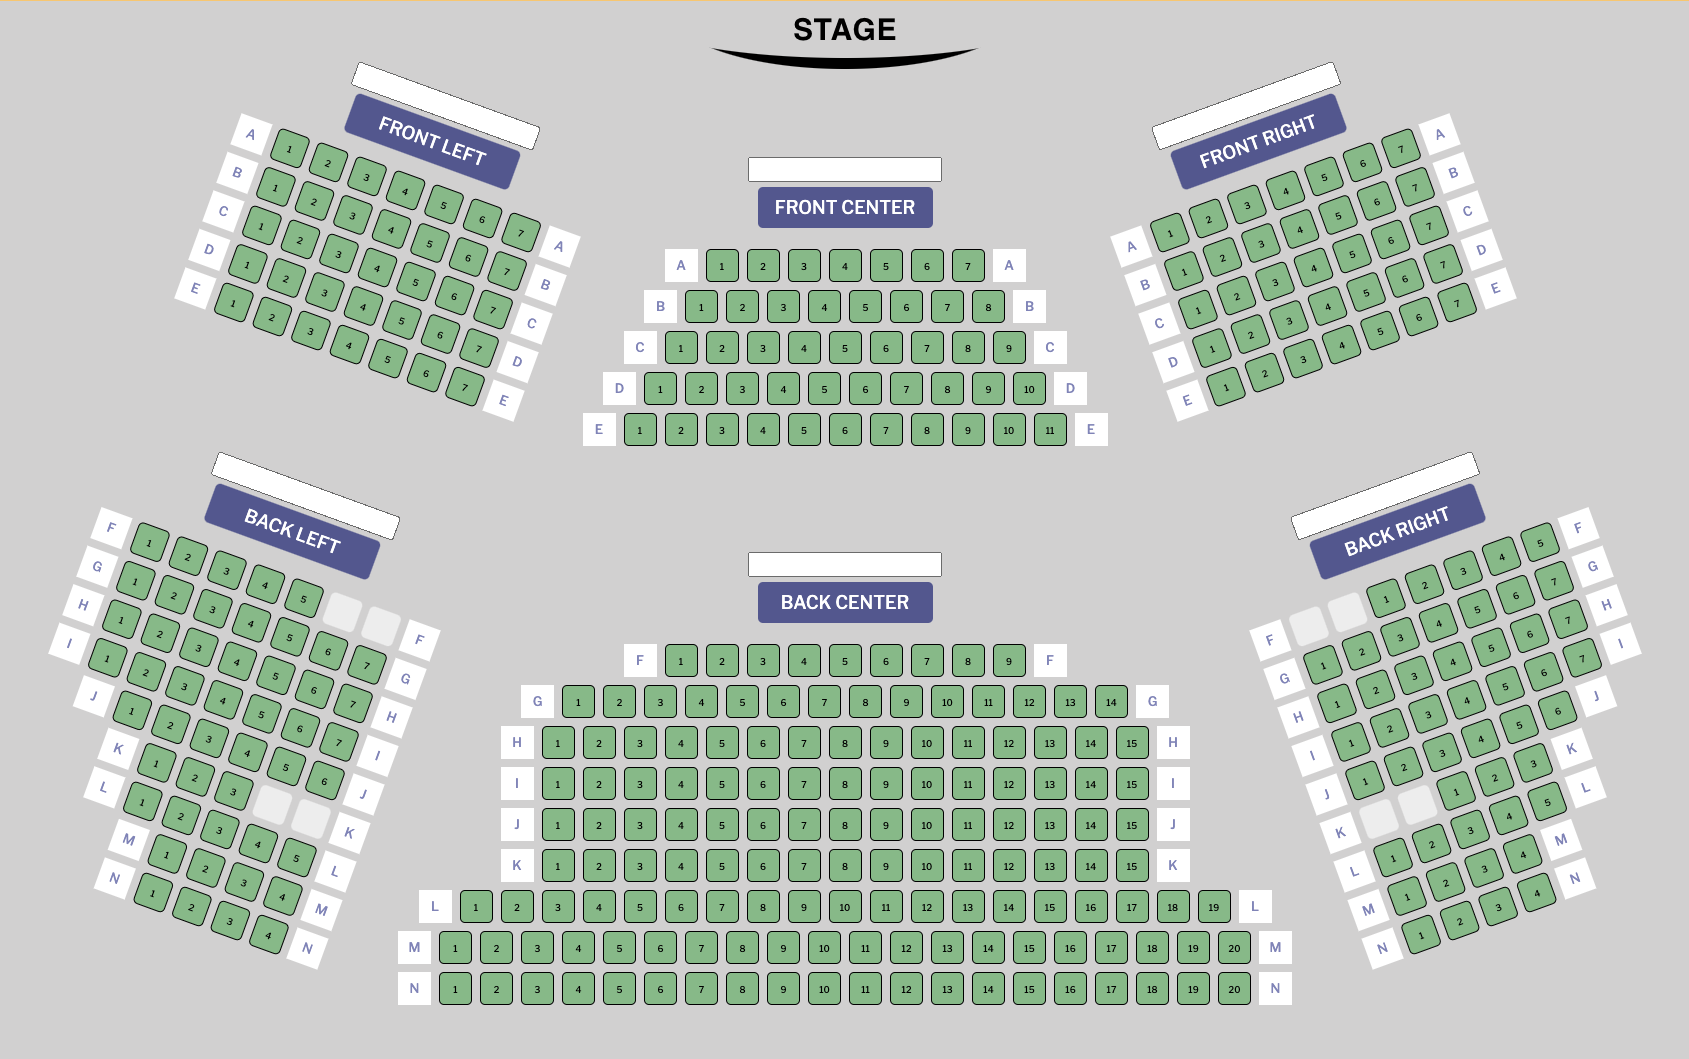 STAGE
FRONT LEFT
A 1 2 3 4 5 6 7 A
B 1 2 3 4 5 6 7 B
C 1 2 3 4 5 6 7 C
D 1 2 3 4 5 6 7 D
E 1 2 3 4 5 6 7 E
FRONT CENTER
A 1 2 3 4 5 6 7 A
B 1 2 3 4 5 6 7 8 B
C 1 2 3 4 5 6 7 8 9 C
D 1 2 3 4 5 6 7 8 9 10 D
E 1 2 3 4 5 6 7 8 9 10 11 E
FRONT RIGHT
A 1 2 3 4 5 6 7 A
B 1 2 3 4 5 6 7 B
C 1 2 3 4 5 6 7 C
D 1 2 3 4 5 6 7 D
E 1 2 3 4 5 6 7 E
BACK LEFT
F 1 2 3 4 5 F
G 1 2 3 4 5 6 7 G
H 1 2 3 4 5 6 7 H
I 1 2 3 4 5 6 7 I
J 1 2 3 4 5 6 J
K 1 2 3 K
L 1 2 3 4 5 L
M 1 2 3 4 M
N 1 2 3 4 N
BACK CENTER
F 1 2 3 4 5 6 7 8 9 F
G 1 2 3 4 5 6 7 8 9 10 11 12 13 14 G
H 1 2 3 4 5 6 7 8 9 10 11 12 13 14 15 H
I 1 2 3 4 5 6 7 8 9 10 11 12 13 14 15 I
J 1 2 3 4 5 6 7 8 9 10 11 12 13 14 15 J
K 1 2 3 4 5 6 7 8 9 10 11 12 13 14 15 K
L 1 2 3 4 5 6 7 8 9 10 11 12 13 14 15 16 17 18 19 L
M 1 2 3 4 5 6 7 8 9 10 11 12 13 14 15 16 17 18 19 20 M
N 1 2 3 4 5 6 7 8 9 10 11 12 13 14 15 16 17 18 19 20 N
BACK RIGHT
F 1 2 3 4 5 F
G 1 2 3 4 5 6 7 G
H 1 2 3 4 5 6 7 H
I 1 2 3 4 5 6 7 I
J 1 2 3 4 5 6 J
K 1 2 3 K
L 1 2 3 4 5 L
M 1 2 3 4 M
N 1 2 3 4 N